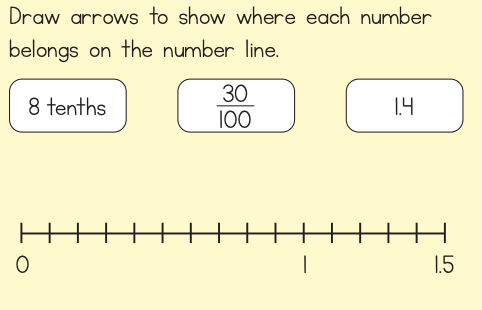 Draw arrows to show where each number
belongs on the number line.
8 tenths
30
100
1.4
0 1 1.5